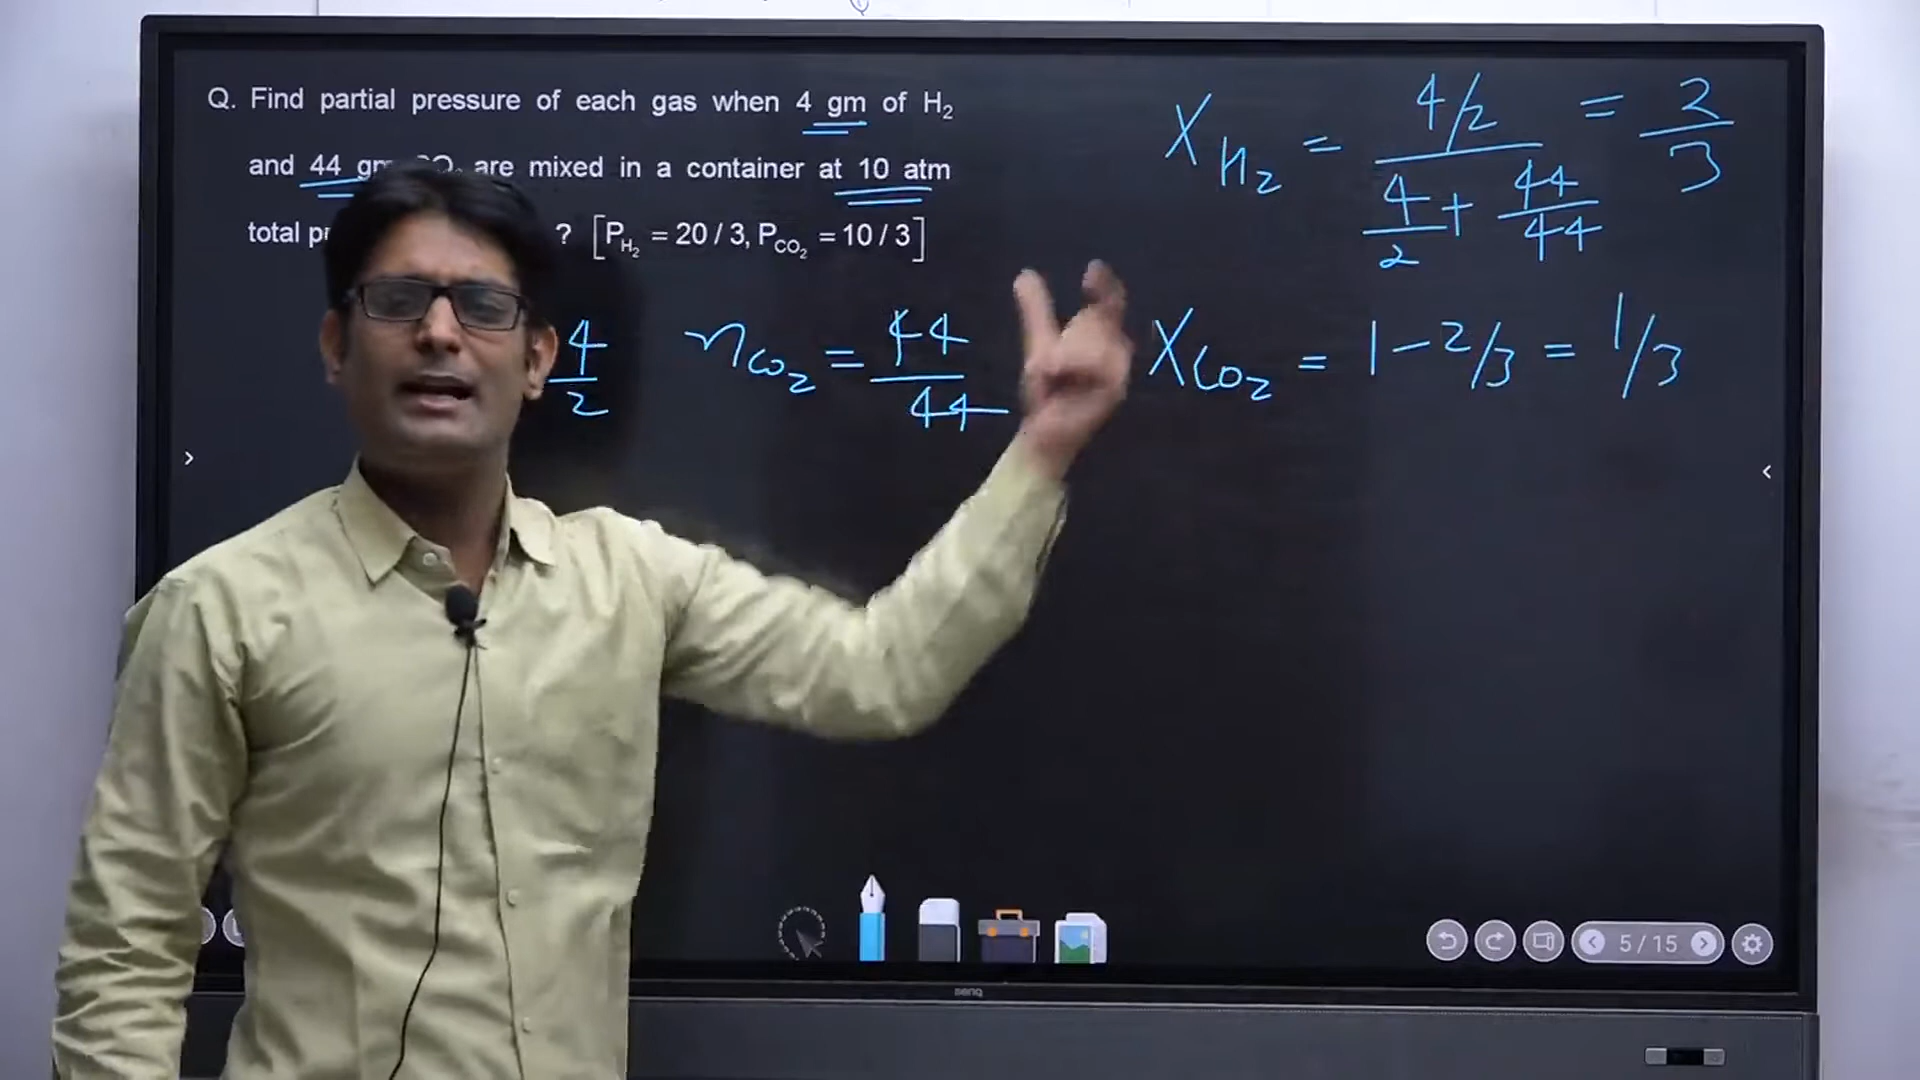 Q. Find partial pressure of each gas when 4 gm of H₂
and 44 are mixed in a container at 10 atm
total ? [P_H₂ = 20 / 3, P_CO₂ = 10 / 3]
X_H₂ = (4/2) / (4/2 + 44/44) = 2/3
4/2
n_CO₂ = 44/44
X_CO₂ = 1 - 2/3 = 1/3
5 / 15
BenQ